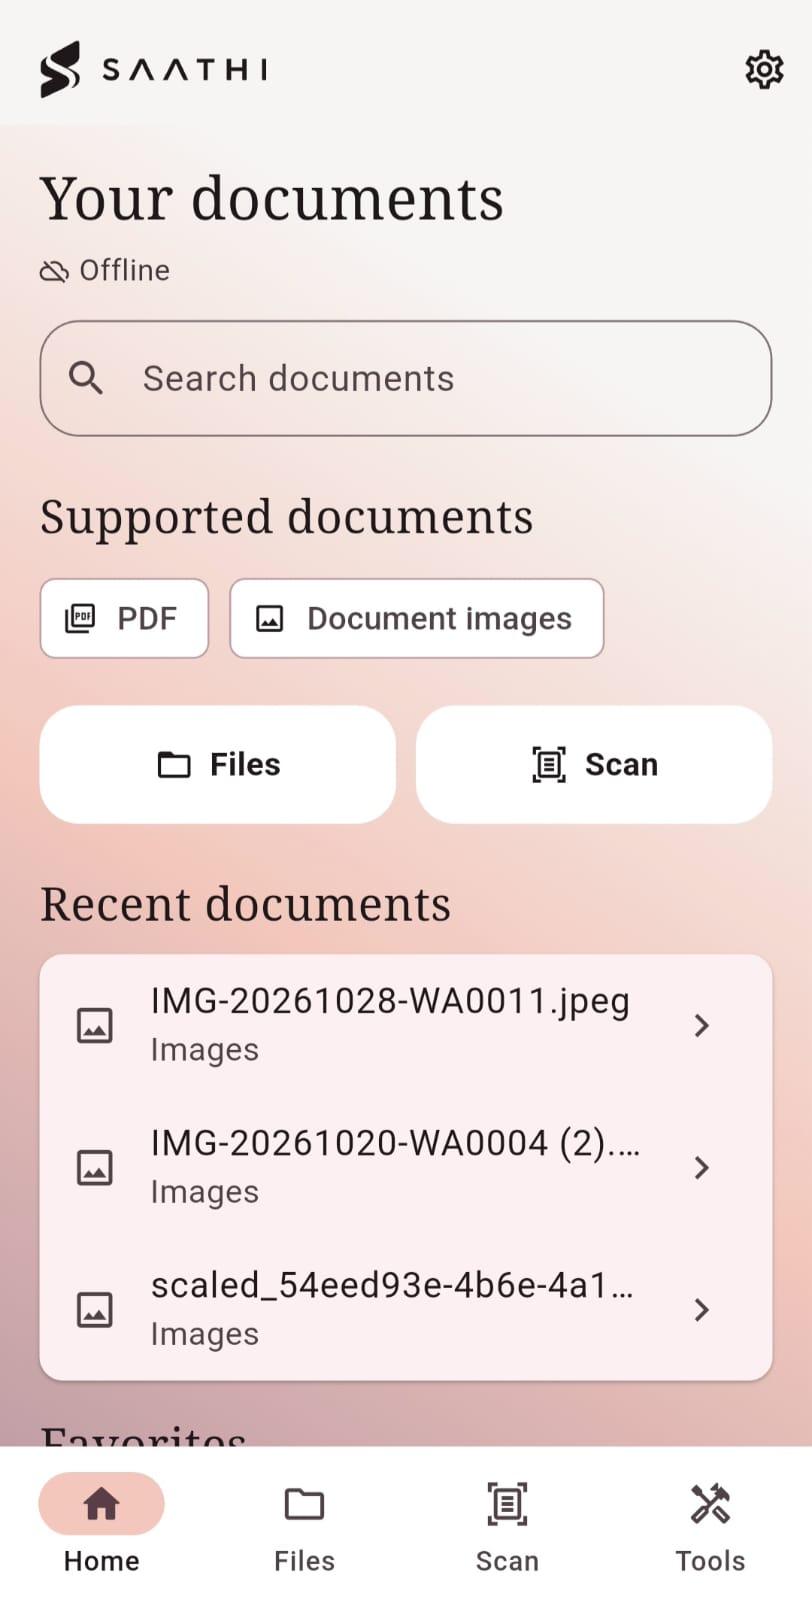 SAATHI
Your documents
Offline
Search documents
Supported documents
PDF
Document images
Files
Scan
Recent documents
IMG-20261028-WA0011.jpeg
Images
IMG-20261020-WA0004 (2)....
Images
scaled_54eed93e-4b6e-4a1...
Images
Favorites
Home
Files
Scan
Tools